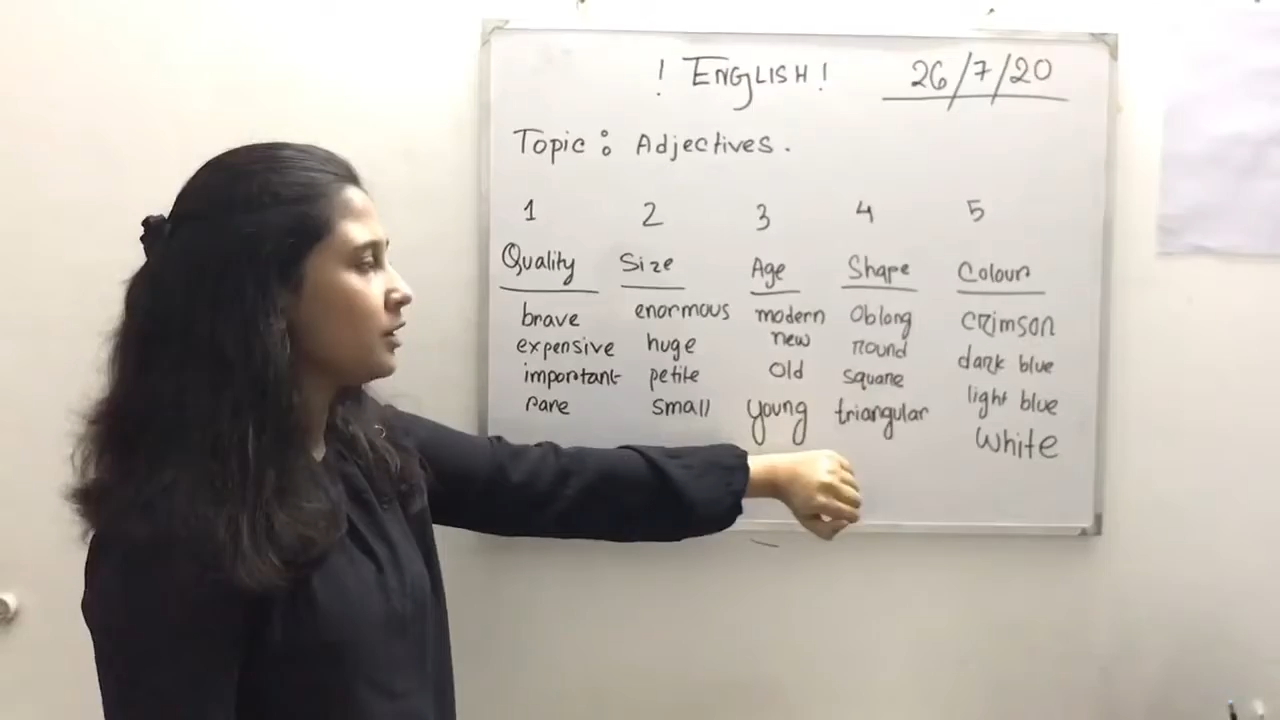 ! ENGLISH! 26/7/20
Topic: Adjectives.
1 2 3 4 5
Quality Size Age Shape Colour
brave enormous modern Oblong crimson
expensive huge new round dark blue
important petite Old square light blue
rare small young triangular white